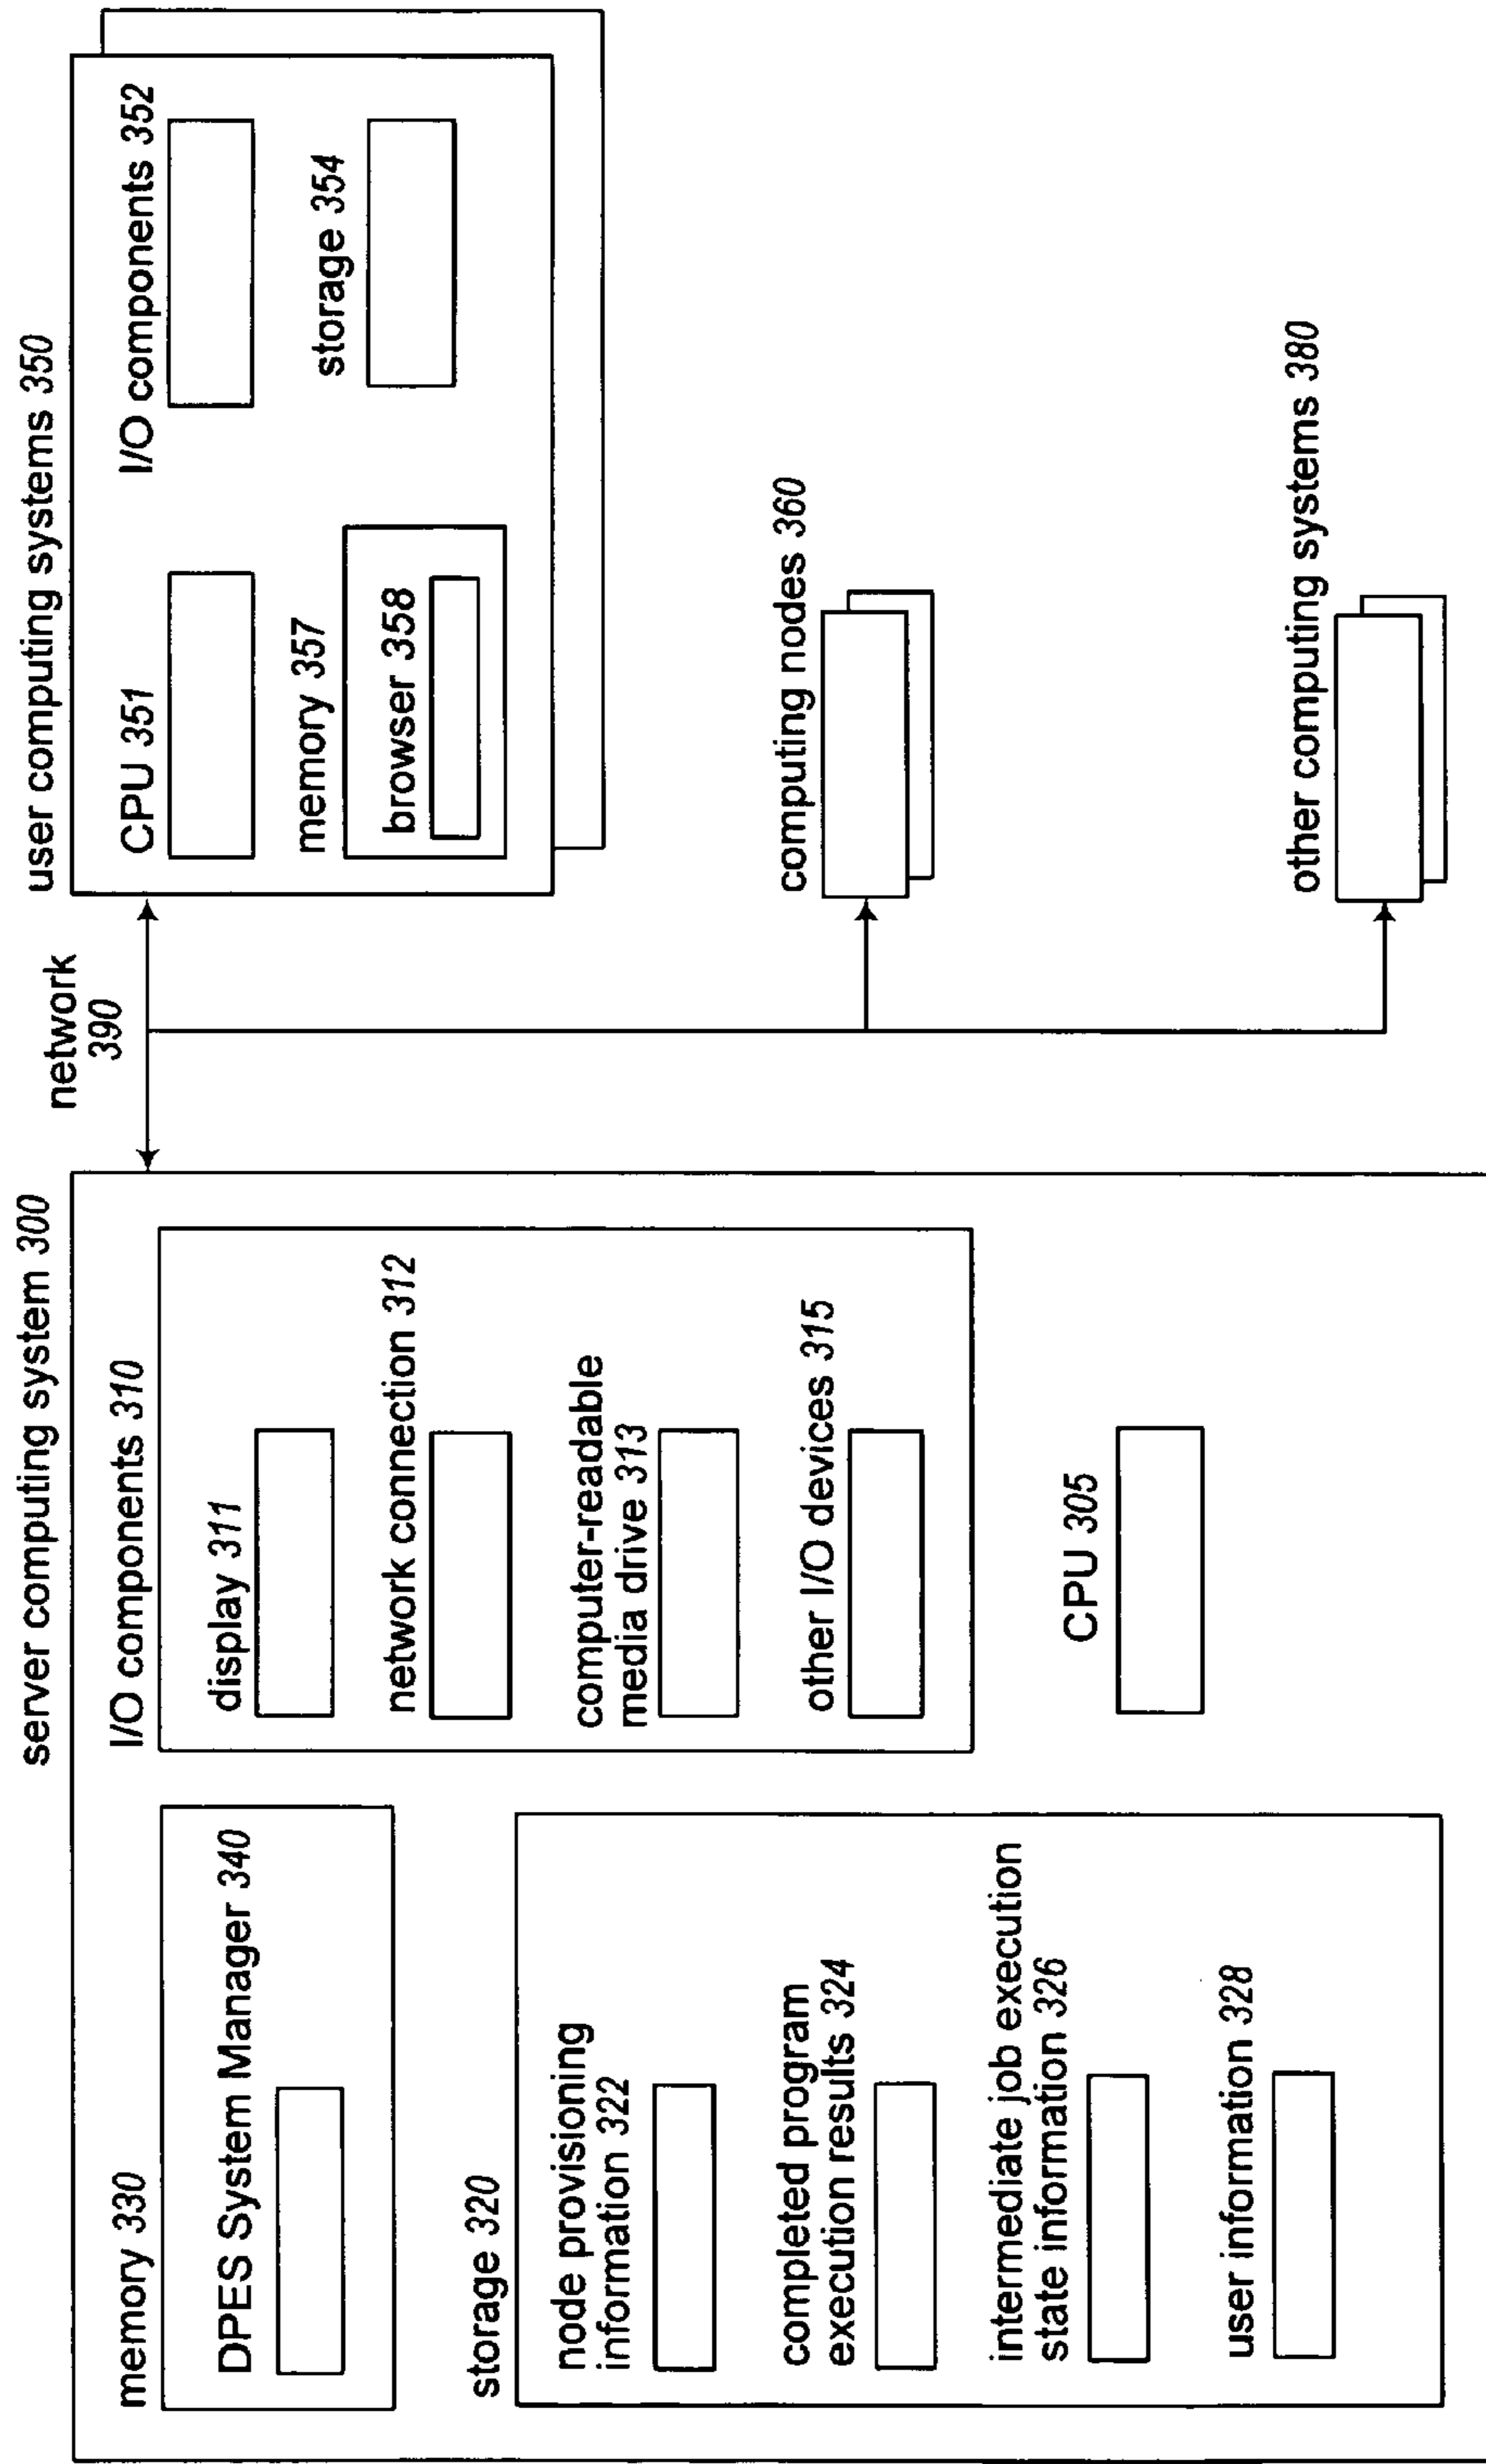 server computing system 300
memory 330
DPES System Manager 340
storage 320
node provisioning
information 322
completed program
execution results 324
intermediate job execution
state information 326
user information 328
I/O components 310
display 311
network connection 312
computer-readable
media drive 313
other I/O devices 315
CPU 305
network
390
user computing systems 350
CPU 351
I/O components 352
memory 357
browser 358
storage 354
computing nodes 360
other computing systems 380